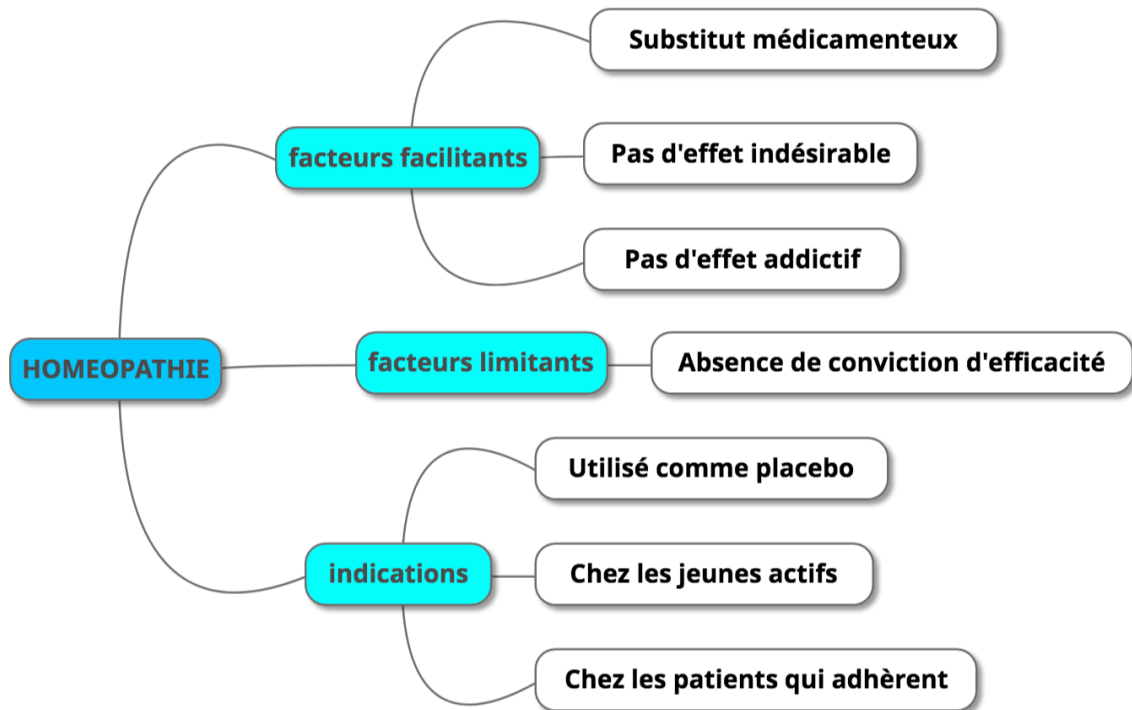 HOMEOPATHIE
facteurs facilitants
Substitut médicamenteux
Pas d'effet indésirable
Pas d'effet addictif
facteurs limitants
Absence de conviction d'efficacité
indications
Utilisé comme placebo
Chez les jeunes actifs
Chez les patients qui adhèrent